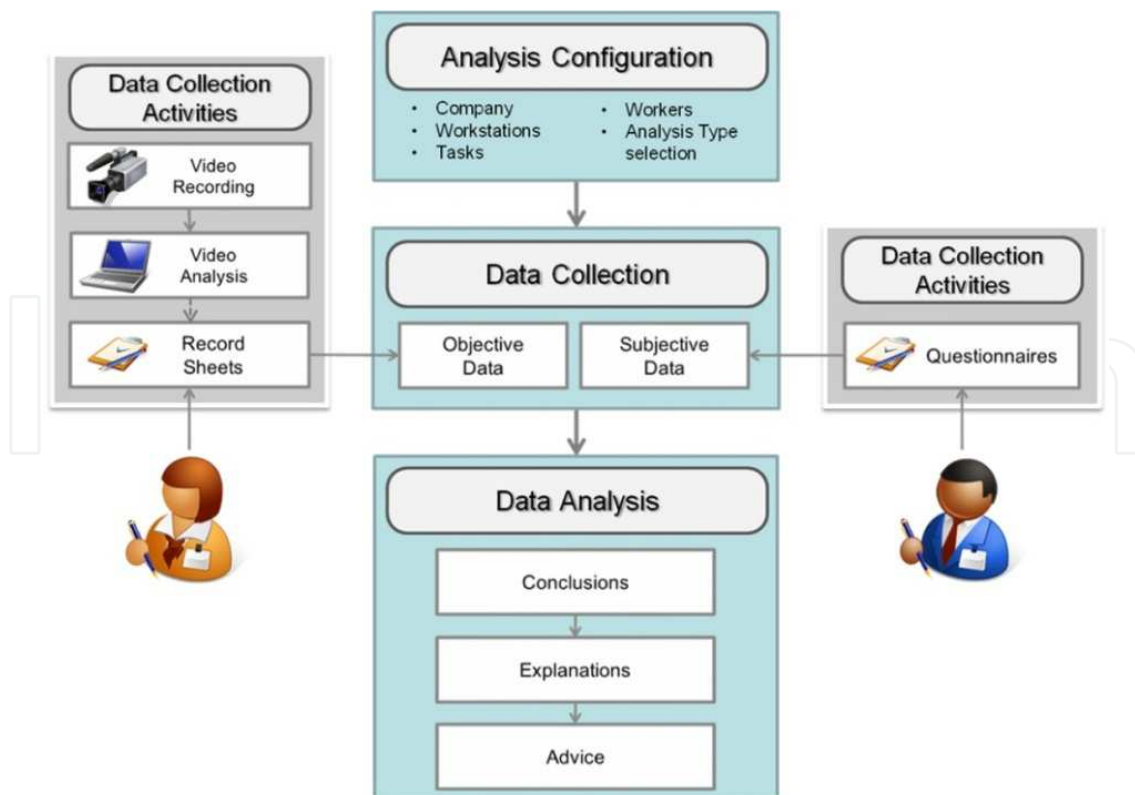 Analysis Configuration
• Company
• Workstations
• Tasks
• Workers
• Analysis Type
selection
Data Collection
Activities
Video
Recording
Video
Analysis
Record
Sheets
Data Collection
Objective
Data
Subjective
Data
Data Collection
Activities
Questionnaires
Data Analysis
Conclusions
Explanations
Advice